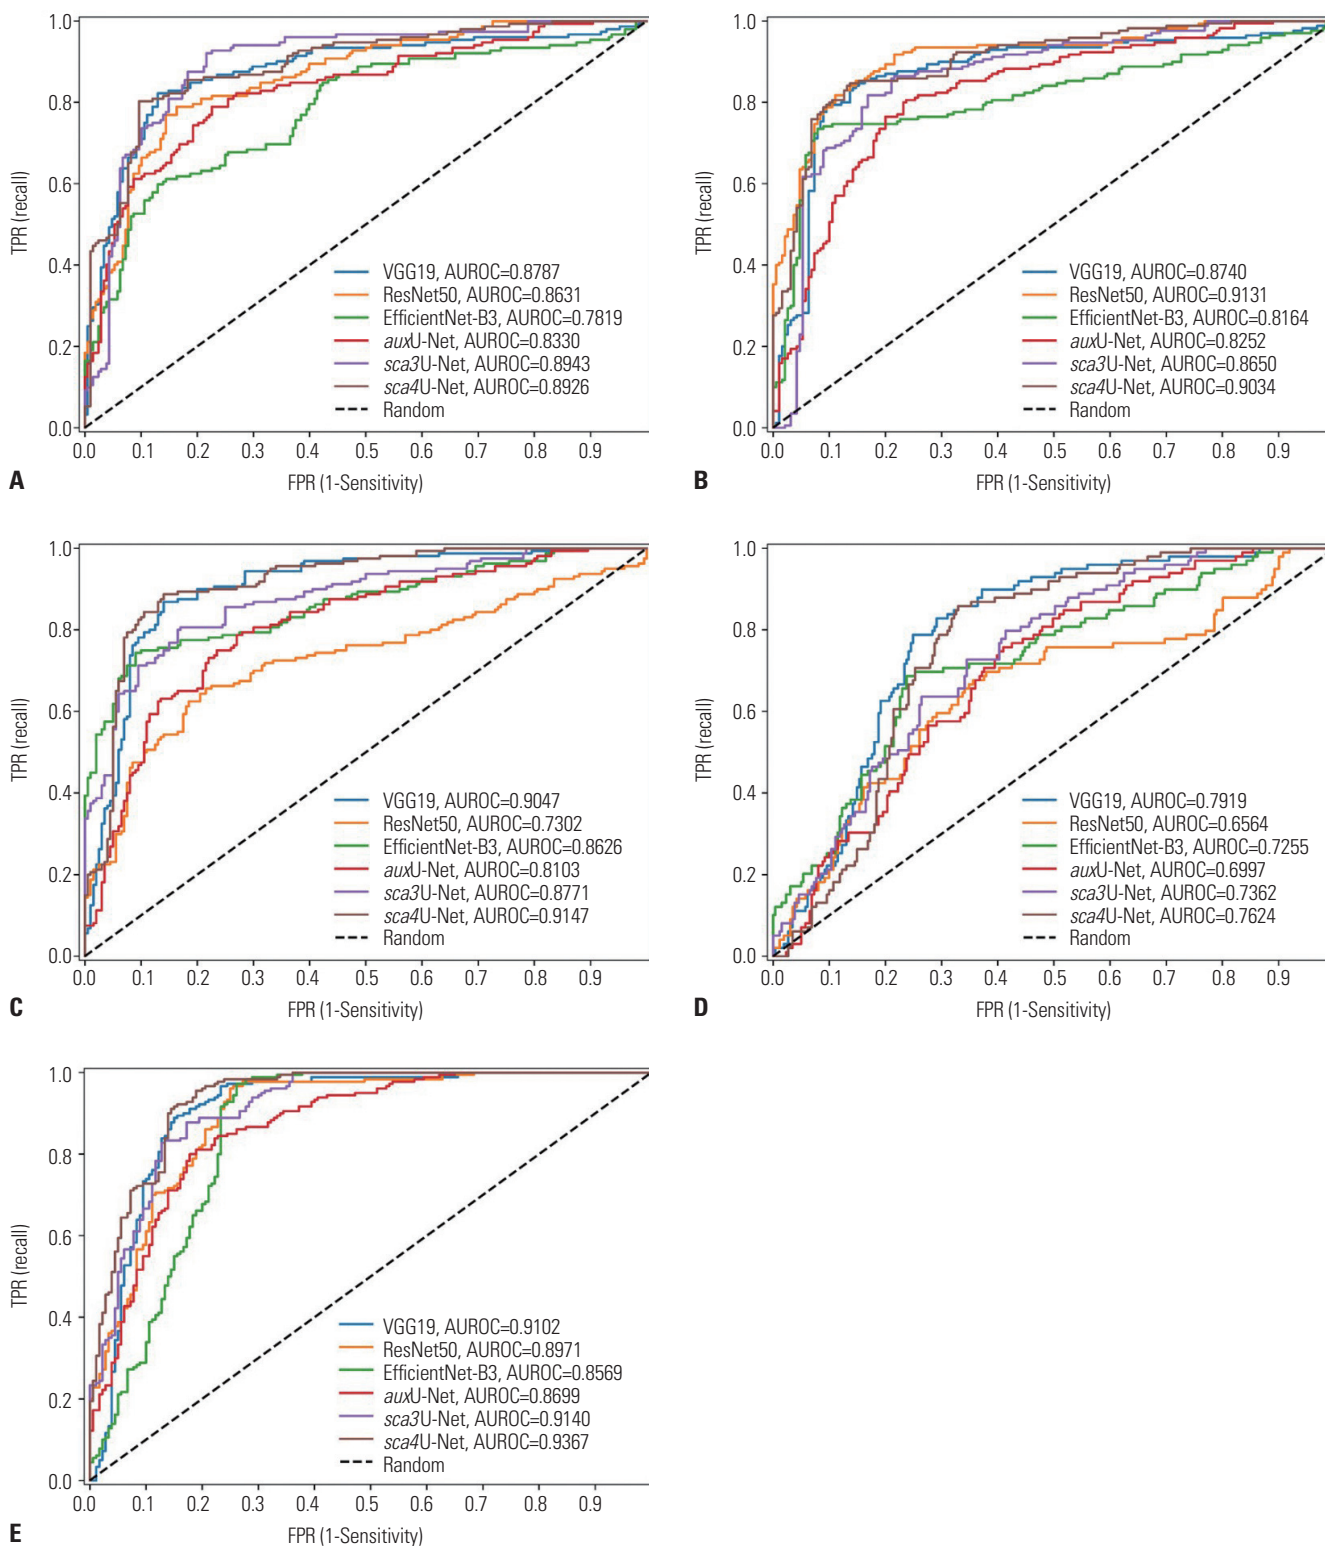 1.0
0.8
0.6
0.4
0.2
0.0
TPR (recall)
VGG19, AUROC=0.8787
ResNet50, AUROC=0.8631
EfficientNet-B3, AUROC=0.7819
auxU-Net, AUROC=0.8330
sca3U-Net, AUROC=0.8943
sca4U-Net, AUROC=0.8926
Random
0.0 0.1 0.2 0.3 0.4 0.5 0.6 0.7 0.8 0.9
FPR (1-Sensitivity)
A
1.0
0.8
0.6
0.4
0.2
0.0
TPR (recall)
VGG19, AUROC=0.8740
ResNet50, AUROC=0.9131
EfficientNet-B3, AUROC=0.8164
auxU-Net, AUROC=0.8252
sca3U-Net, AUROC=0.8650
sca4U-Net, AUROC=0.9034
Random
0.0 0.1 0.2 0.3 0.4 0.5 0.6 0.7 0.8 0.9
FPR (1-Sensitivity)
B
1.0
0.8
0.6
0.4
0.2
0.0
TPR (recall)
VGG19, AUROC=0.9047
ResNet50, AUROC=0.7302
EfficientNet-B3, AUROC=0.8626
auxU-Net, AUROC=0.8103
sca3U-Net, AUROC=0.8771
sca4U-Net, AUROC=0.9147
Random
0.0 0.1 0.2 0.3 0.4 0.5 0.6 0.7 0.8 0.9
FPR (1-Sensitivity)
C
1.0
0.8
0.6
0.4
0.2
0.0
TPR (recall)
VGG19, AUROC=0.7919
ResNet50, AUROC=0.6564
EfficientNet-B3, AUROC=0.7255
auxU-Net, AUROC=0.6997
sca3U-Net, AUROC=0.7362
sca4U-Net, AUROC=0.7624
Random
0.0 0.1 0.2 0.3 0.4 0.5 0.6 0.7 0.8 0.9
FPR (1-Sensitivity)
D
1.0
0.8
0.6
0.4
0.2
0.0
TPR (recall)
VGG19, AUROC=0.9102
ResNet50, AUROC=0.8971
EfficientNet-B3, AUROC=0.8569
auxU-Net, AUROC=0.8699
sca3U-Net, AUROC=0.9140
sca4U-Net, AUROC=0.9367
Random
0.0 0.1 0.2 0.3 0.4 0.5 0.6 0.7 0.8 0.9
FPR (1-Sensitivity)
E